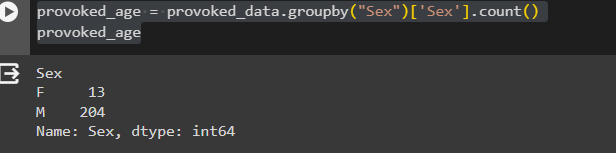 provoked_age = provoked_data.groupby("Sex")['Sex'].count()
provoked_age
Sex
F     13
M    204
Name: Sex, dtype: int64